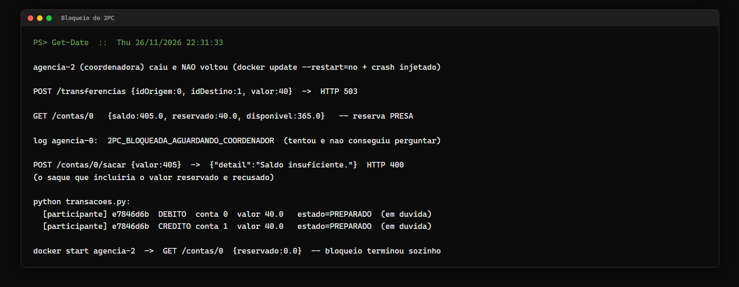 Bloqueio do 2PC
PS> Get-Date  ::  Thu 26/11/2026 22:31:33
agencia-2 (coordenadora) caiu e NAO voltou (docker update --restart=no + crash injetado)
POST /transferencias {idOrigem:0, idDestino:1, valor:40}  ->  HTTP 503
GET /contas/0   {saldo:405.0, reservado:40.0, disponivel:365.0}   -- reserva PRESA
log agencia-0:  2PC_BLOQUEADA_AGUARDANDO_COORDENADOR  (tentou e nao conseguiu perguntar)
POST /contas/0/sacar {valor:405}  ->  {"detail":"Saldo insuficiente."}  HTTP 400
(o saque que incluiria o valor reservado e recusado)
python transacoes.py:
  [participante] e7846d6b  DEBITO  conta 0  valor 40.0   estado=PREPARADO  (em duvida)
  [participante] e7846d6b  CREDITO conta 1  valor 40.0   estado=PREPARADO  (em duvida)
docker start agencia-2  ->  GET /contas/0  {reservado:0.0}  -- bloqueio terminou sozinho